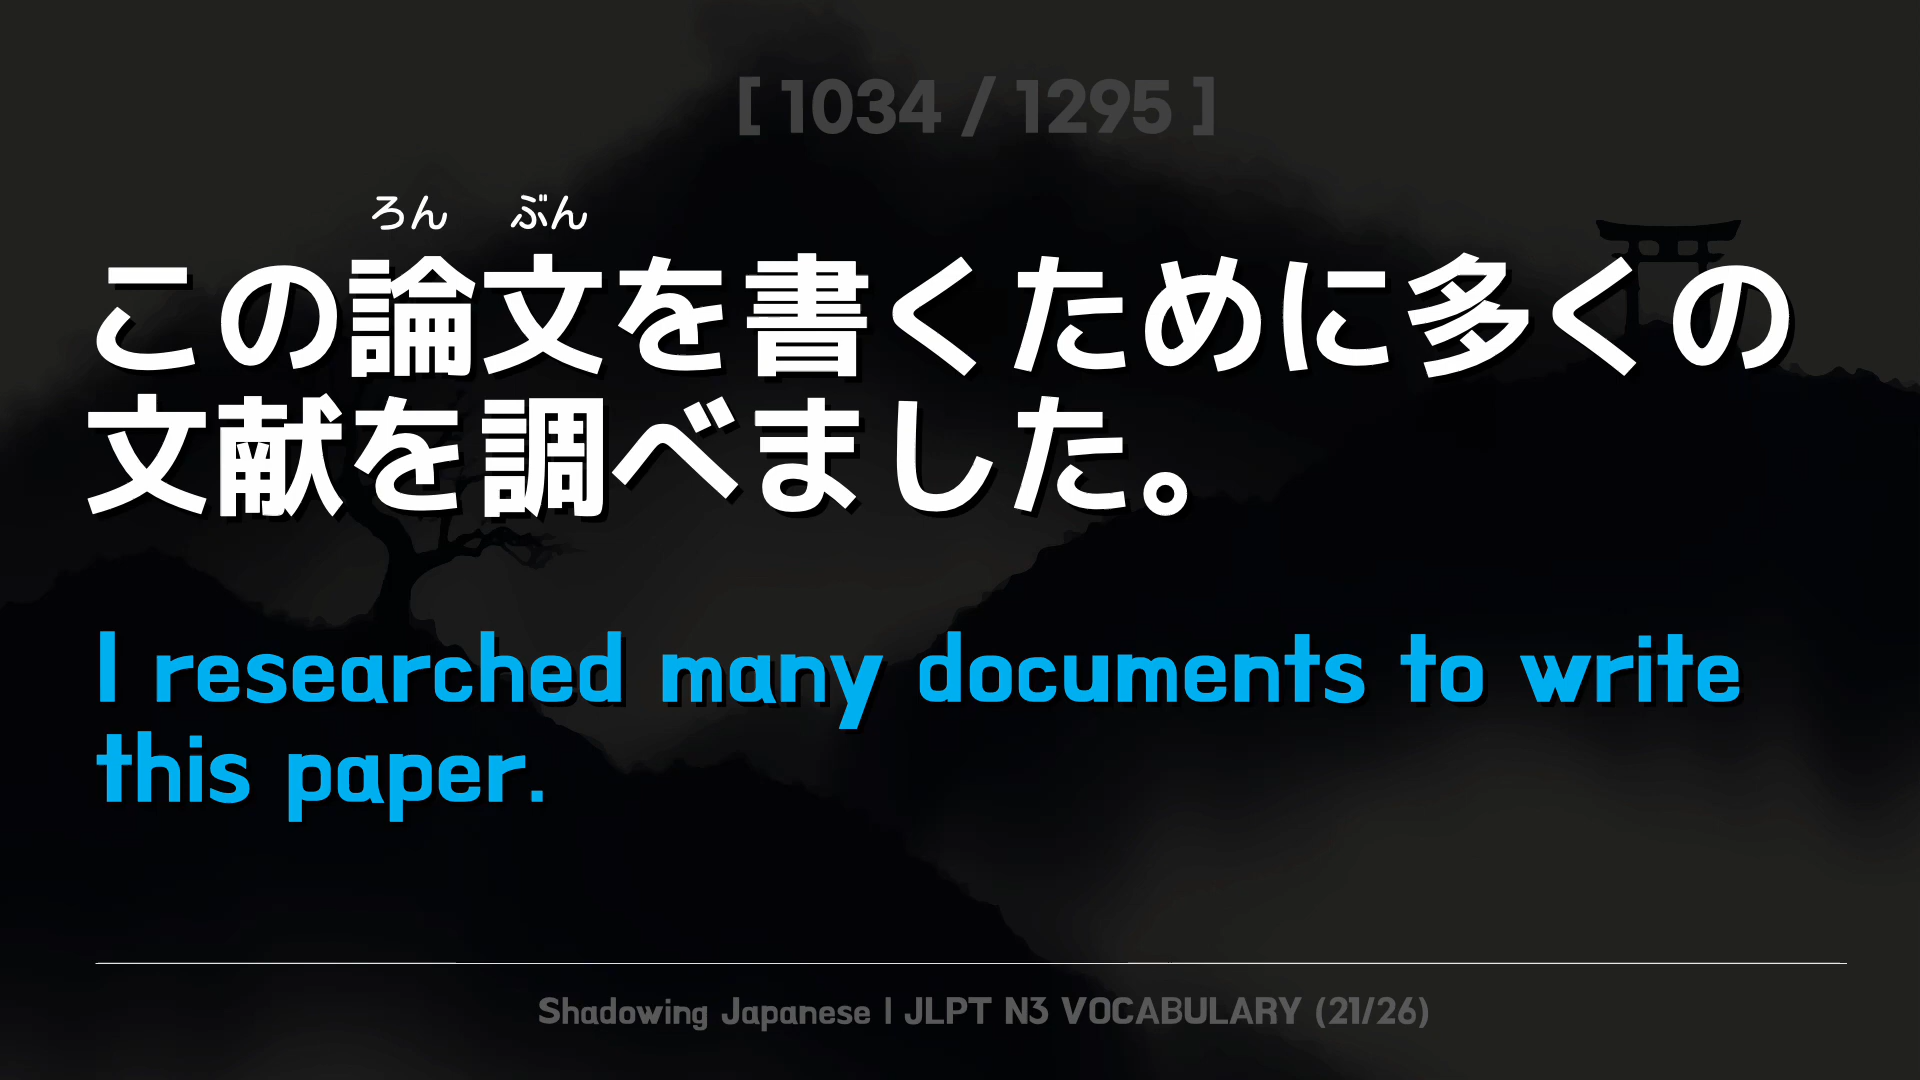 [ 1034 / 1295 ]
ろん ぶん
この論文を書くために多くの
文献を調べました。
I researched many documents to write
this paper.
Shadowing Japanese | JLPT N3 VOCABULARY (21/26)